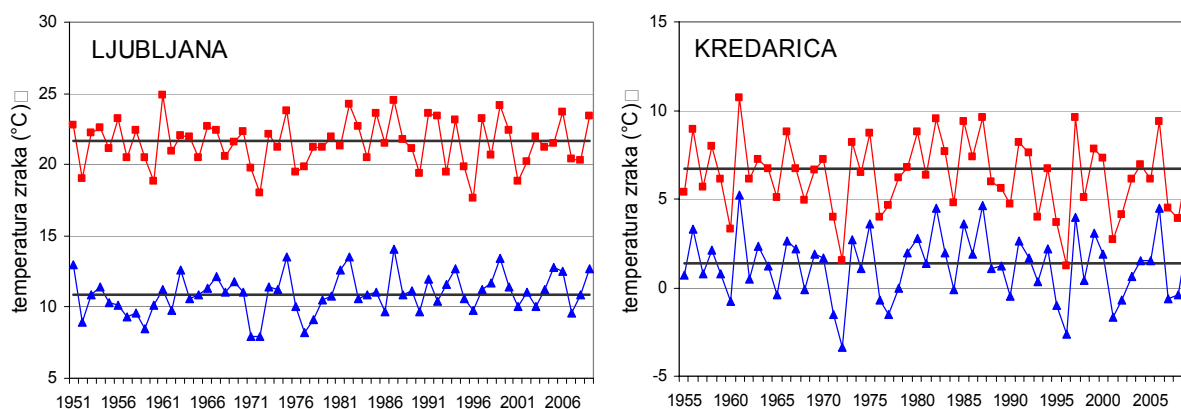 LJUBLJANA
temperatura zraka (°C)□
30
25
20
15
10
5
1951 1956 1961 1966 1971 1976 1981 1986 1991 1996 2001 2006
KREDARICA
temperatura zraka (°C)□
15
10
5
0
-5
1955 1960 1965 1970 1975 1980 1985 1990 1995 2000 2005